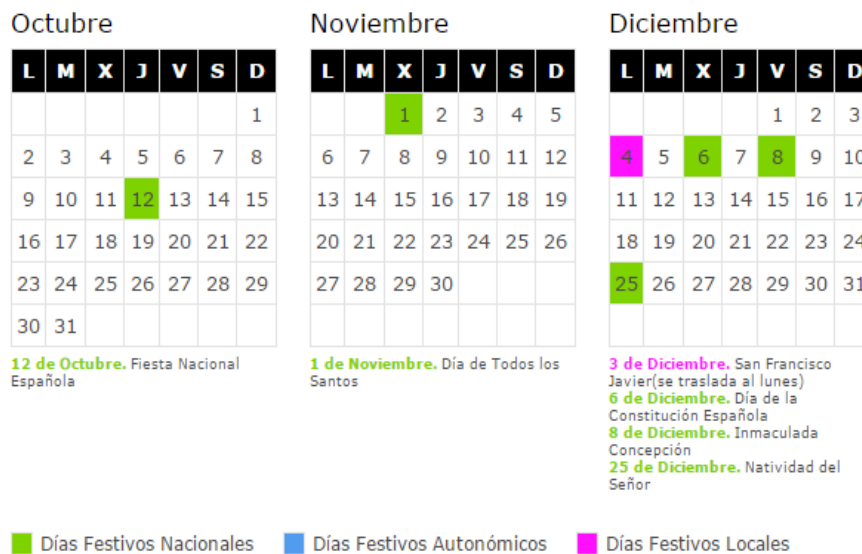 Octubre
L M X J V S D
1
2 3 4 5 6 7 8
9 10 11 12 13 14 15
16 17 18 19 20 21 22
23 24 25 26 27 28 29
30 31
12 de Octubre. Fiesta Nacional
Española
Noviembre
L M X J V S D
1 2 3 4 5
6 7 8 9 10 11 12
13 14 15 16 17 18 19
20 21 22 23 24 25 26
27 28 29 30
1 de Noviembre. Día de Todos los
Santos
Diciembre
L M X J V S D
1 2 3
4 5 6 7 8 9 10
11 12 13 14 15 16 17
18 19 20 21 22 23 24
25 26 27 28 29 30 31
3 de Diciembre. San Francisco
Javier(se traslada al lunes)
6 de Diciembre. Día de la
Constitución Española
8 de Diciembre. Inmaculada
Concepción
25 de Diciembre. Natividad del
Señor
Días Festivos Nacionales
Días Festivos Autonómicos
Días Festivos Locales